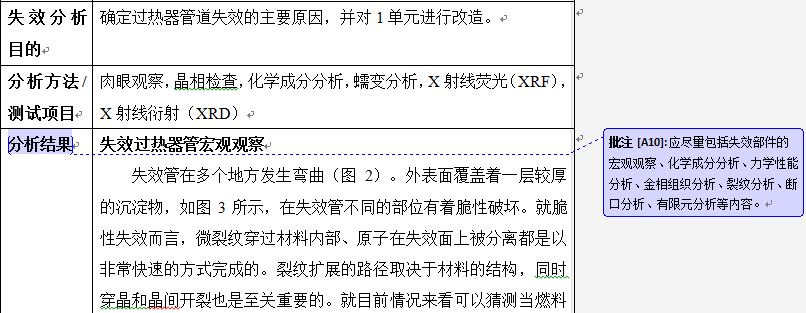 失效分析
确定过热器管道失效的主要原因，并对 1 单元进行改造。
目的
分析方法/
肉眼观察，晶相检查，化学成分分析，蠕变分析，X 射线荧光（XRF），
测试项目
X 射线衍射（XRD）
分析结果
失效过热器管宏观观察
失效管在多个地方发生弯曲（图 2）。外表面覆盖着一层较厚
的沉淀物，如图 3 所示，在失效管不同的部位有着脆性破坏。就脆
性失效而言，微裂纹穿过材料内部、原子在失效面上被分离都是以
非常快速的方式完成的。裂纹扩展的路径取决于材料的结构，同时
穿晶和晶间开裂也是至关重要的。就目前情况来看可以猜测当燃料
批注 [A10]: 应尽量包括失效部件的
宏观观察、化学成分分析、力学性能
分析、金相组织分析、裂纹分析、断
口分析、有限元分析等内容。